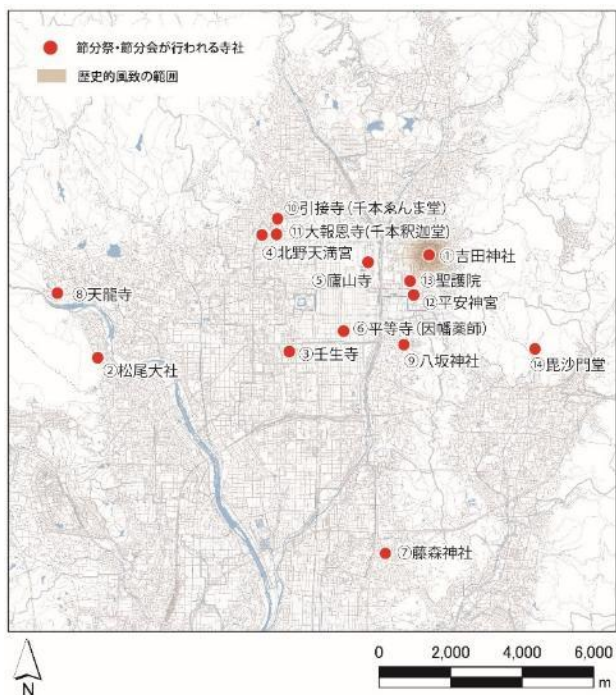 節分祭・節分会が行われる寺社
歴史的風致の範囲
⑩引接寺(千本ゑんま堂)
⑪大報恩寺(千本釈迦堂)
④北野天満宮
①吉田神社
⑤廬山寺
⑬聖護院
⑧天龍寺
⑫平安神宮
⑥平等寺(因幡薬師)
③壬生寺
⑨八坂神社
②松尾大社
⑭毘沙門堂
⑦藤森神社
N
0 2,000 4,000 6,000
m